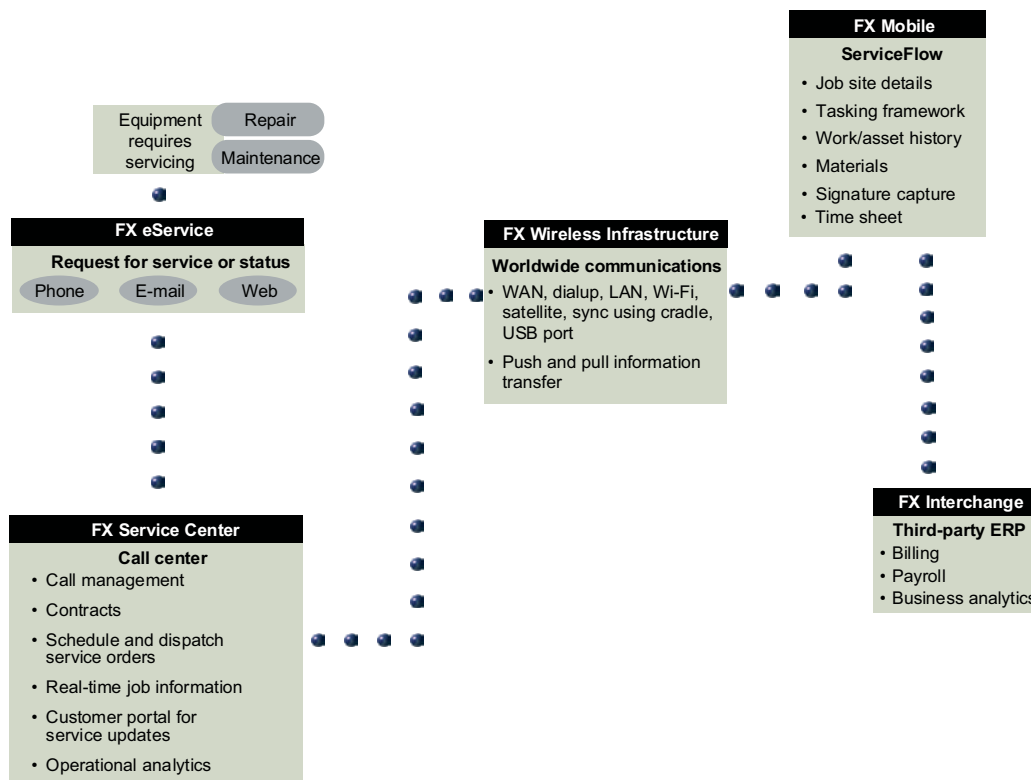 Equipment
requires
servicing
Repair
Maintenance
FX eService
Request for service or status
Phone
E-mail
Web
FX Service Center
Call center
• Call management
• Contracts
• Schedule and dispatch
service orders
• Real-time job information
• Customer portal for
service updates
• Operational analytics
FX Wireless Infrastructure
Worldwide communications
• WAN, dialup, LAN, Wi-Fi,
satellite, sync using cradle,
USB port
• Push and pull information
transfer
FX Mobile
ServiceFlow
• Job site details
• Tasking framework
• Work/asset history
• Materials
• Signature capture
• Time sheet
FX Interchange
Third-party ERP
• Billing
• Payroll
• Business analytics